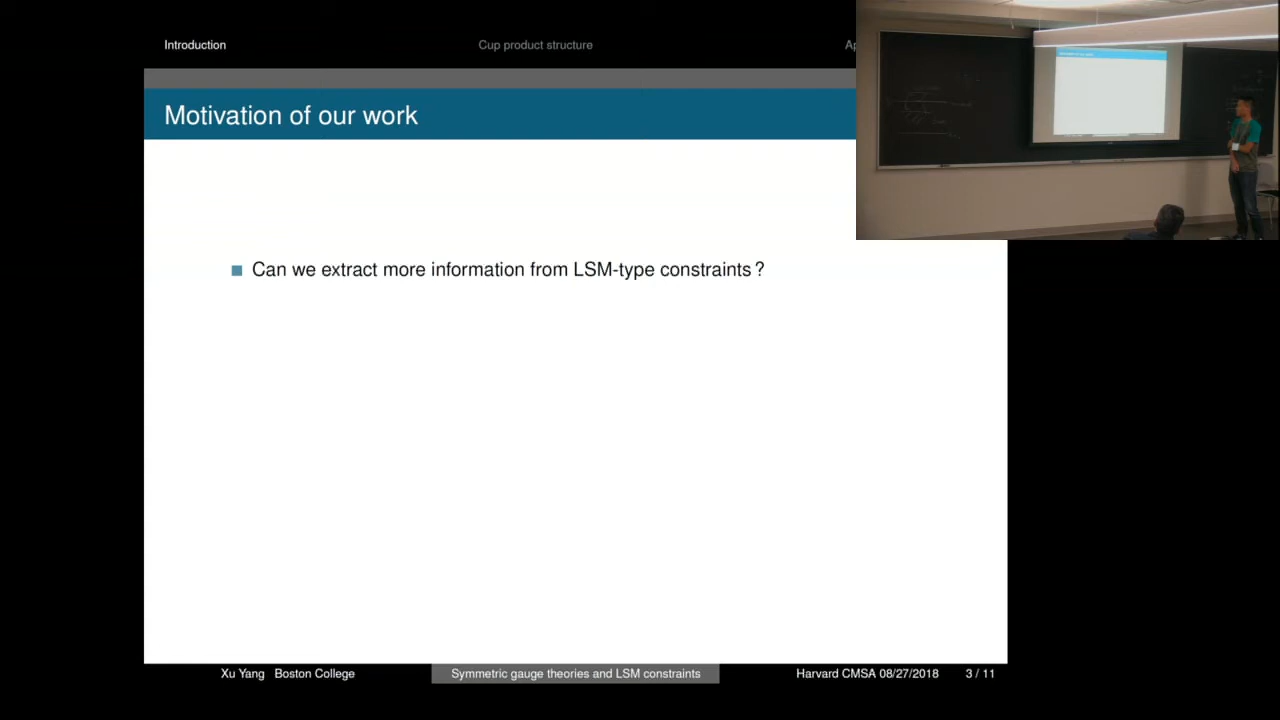 Introduction
Cup product structure
Ap
Motivation of our work
Can we extract more information from LSM-type constraints ?
Xu Yang Boston College
Symmetric gauge theories and LSM constraints
Harvard CMSA 08/27/2018
3 / 11